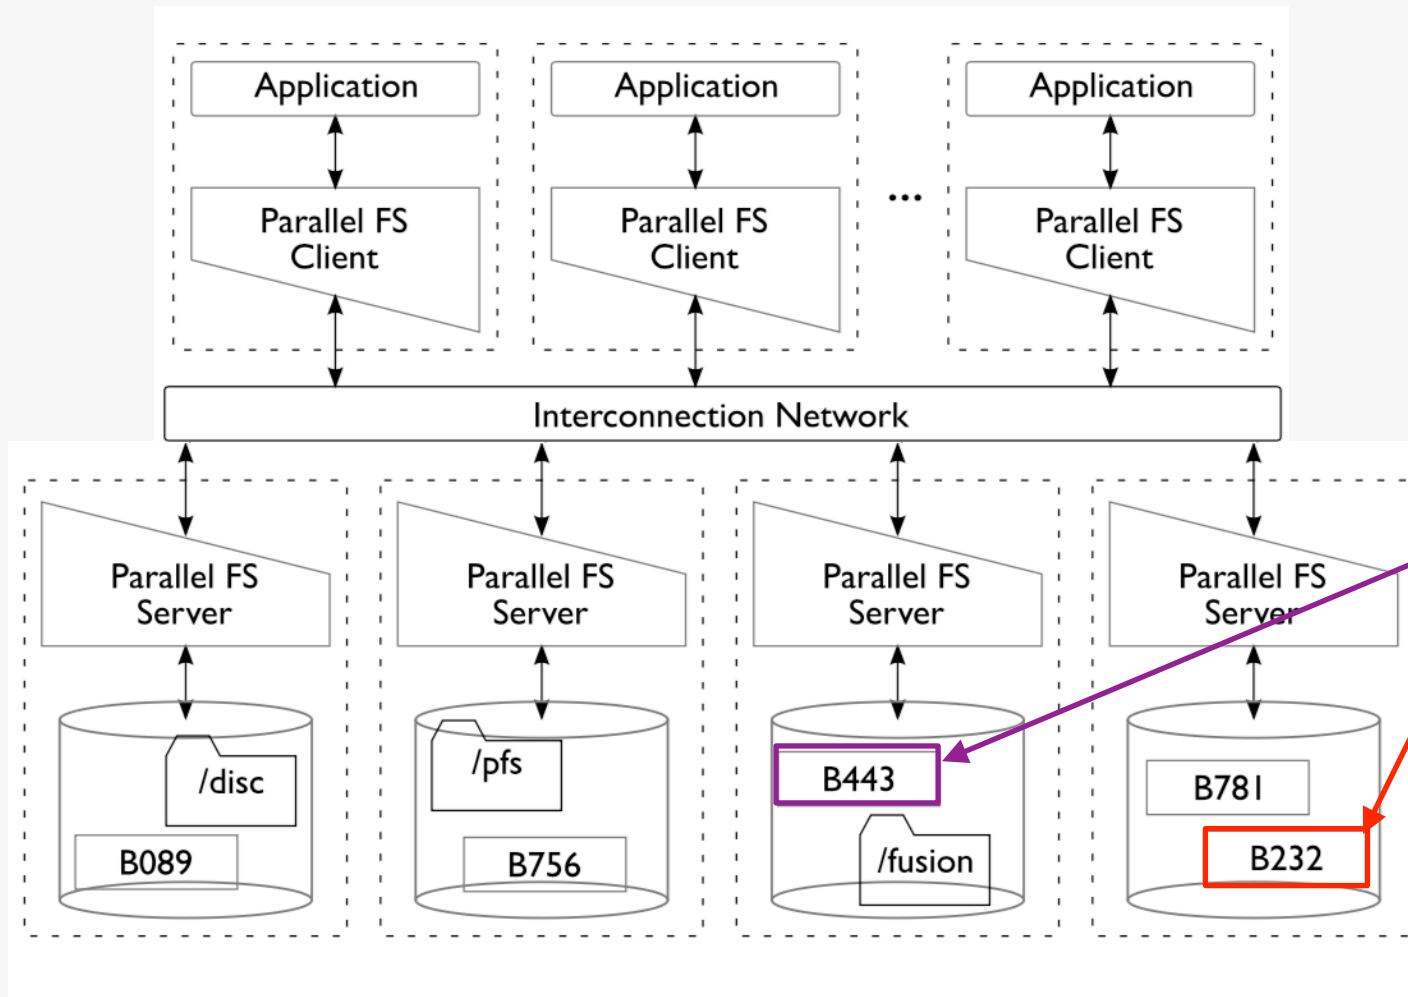 Application
Application
Application
Parallel FS
Client
Parallel FS
Client
...
Parallel FS
Client
Interconnection Network
Parallel FS
Server
Parallel FS
Server
Parallel FS
Server
Parallel FS
Server
/disc
B089
/pfs
B756
B443
/fusion
B781
B232